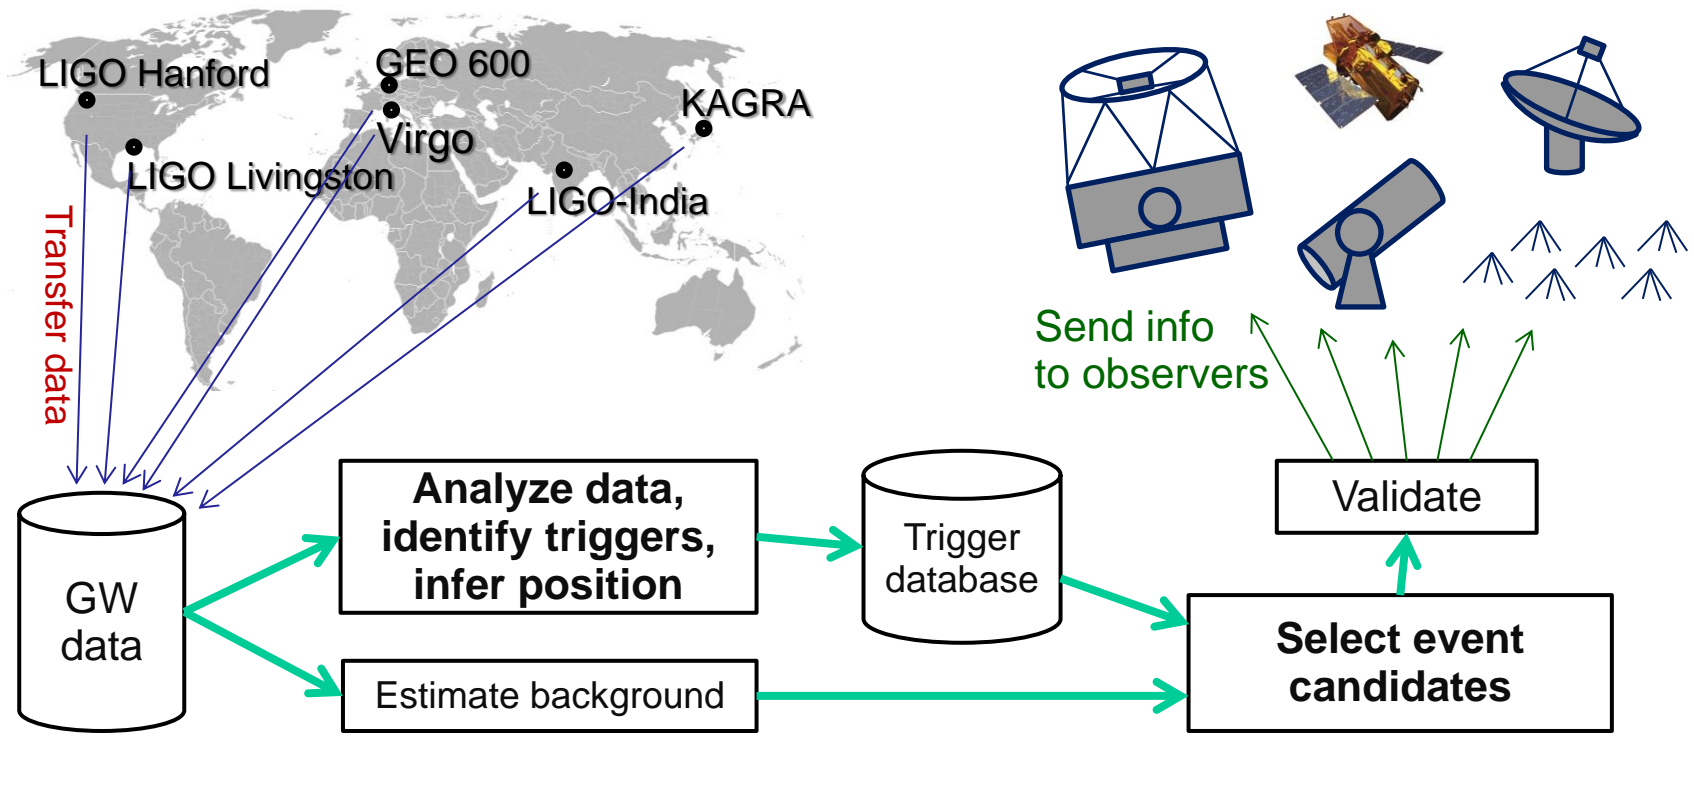 LIGO Hanford
GEO 600
KAGRA
Virgo
LIGO Livingston
LIGO-India
Transfer data
Send info
to observers
Analyze data,
identify triggers,
infer position
Trigger
database
Validate
GW
data
Estimate background
Select event
candidates